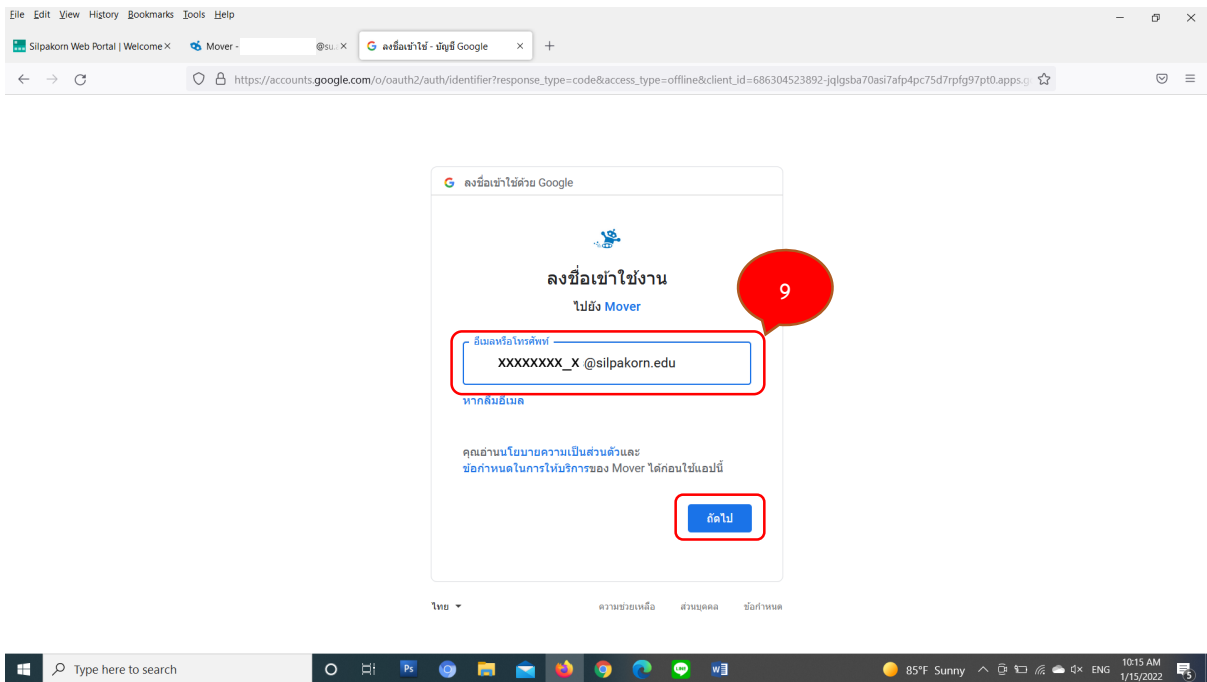 File Edit View History Bookmarks Tools Help
Silpakorn Web Portal | Welcome
Mover - @su
ลงชื่อเข้าใช้ - บัญชี Google
https://accounts.google.com/o/oauth2/auth/identifier?response_type=code&access_type=offline&client_id=686304523892-jqlgsba70asi7afp4pc75d7rpfg97pt0.apps.g
ลงชื่อเข้าใช้ด้วย Google
ลงชื่อเข้าใช้งาน
ไปยัง Mover
9
อีเมลหรือโทรศัพท์
XXXXXXXX_X @silpakorn.edu
หากลืมอีเมล
คุณอ่านนโยบายความเป็นส่วนตัวและ
ข้อกำหนดในการให้บริการของ Mover ได้ก่อนใช้แอปนี้
ถัดไป
ไทย ความช่วยเหลือ ส่วนบุคคล ข้อกำหนด
Type here to search
Ps
LINE
W
85°F Sunny
ENG
10:15 AM
1/15/2022
5